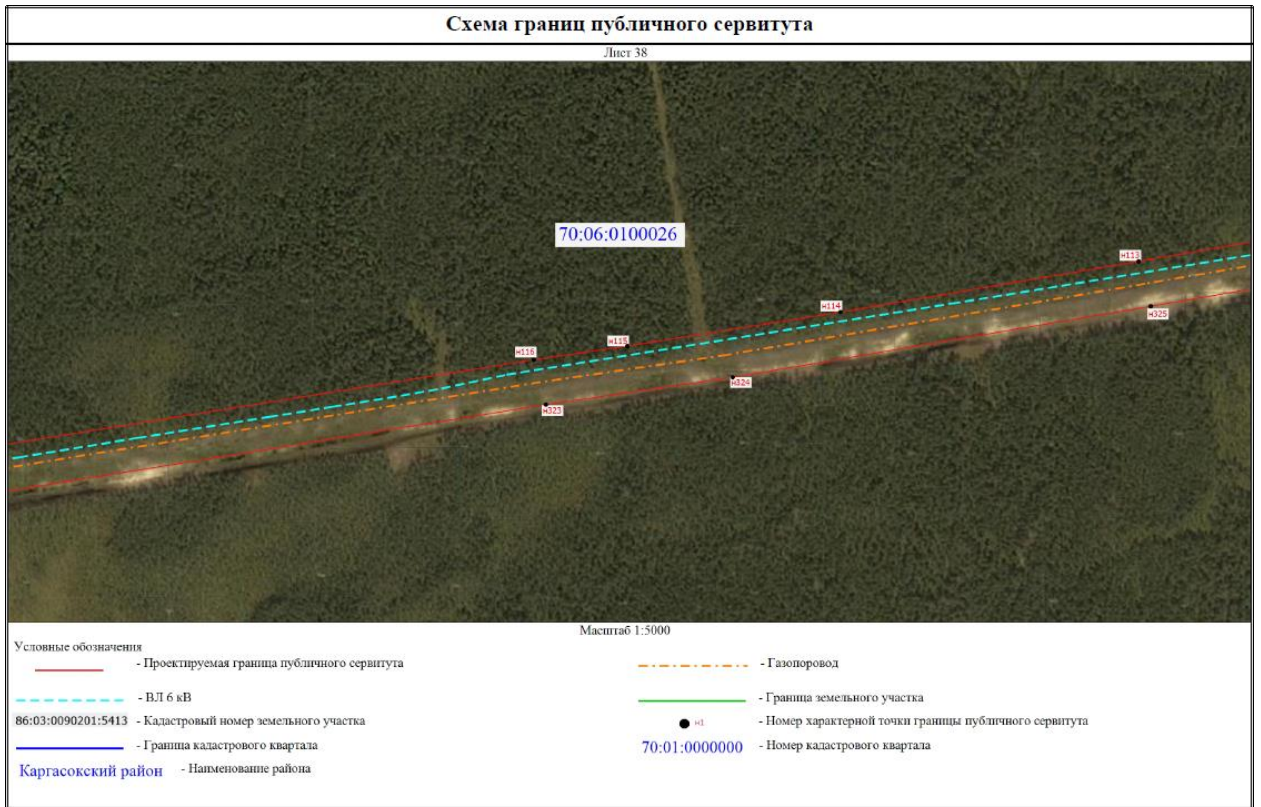 Схема границ публичного сервитута
Лист 38
70:06:0100026
н113
н114
н325
н115
н116
н324
н323
Масштаб 1:5000
Условные обозначения
- Проектируемая граница публичного сервитута
- Газопоровод
- ВЛ 6 кВ
- Граница земельного участка
86:03:0090201:5413 - Кадастровый номер земельного участка
н1 - Номер характерной точки границы публичного сервитута
- Граница кадастрового квартала
70:01:0000000 - Номер кадастрового квартала
Каргасокский район - Наименование района